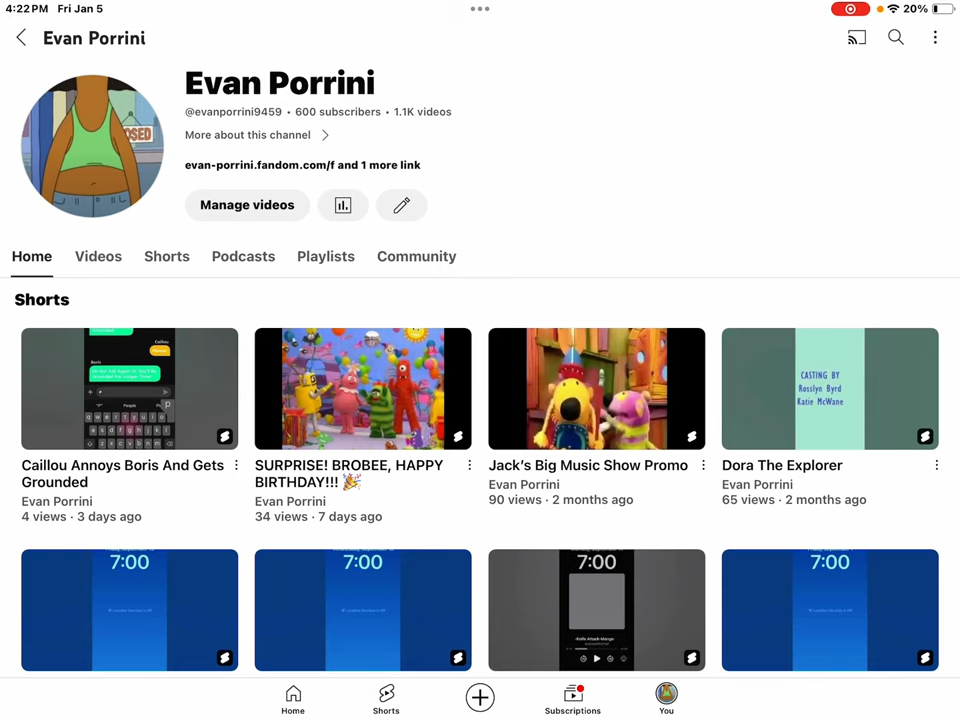 4:22 PM Fri Jan 5
20%
Evan Porrini
Evan Porrini
@evanporrini9459 • 600 subscribers • 1.1K videos
More about this channel
evan-porrini.fandom.com/f and 1 more link
Manage videos
Home Videos Shorts Podcasts Playlists Community
Shorts
Caillou
Boris
People
CASTING BY
Rosslyn Byrd
Katie McWane
Caillou Annoys Boris And Gets
Grounded
Evan Porrini
4 views · 3 days ago
SURPRISE! BROBEE, HAPPY
BIRTHDAY!!! 🎉
Evan Porrini
34 views · 7 days ago
Jack's Big Music Show Promo
Evan Porrini
90 views · 2 months ago
Dora The Explorer
Evan Porrini
65 views · 2 months ago
7:00
7:00
7:00
7:00
Home Shorts Subscriptions You